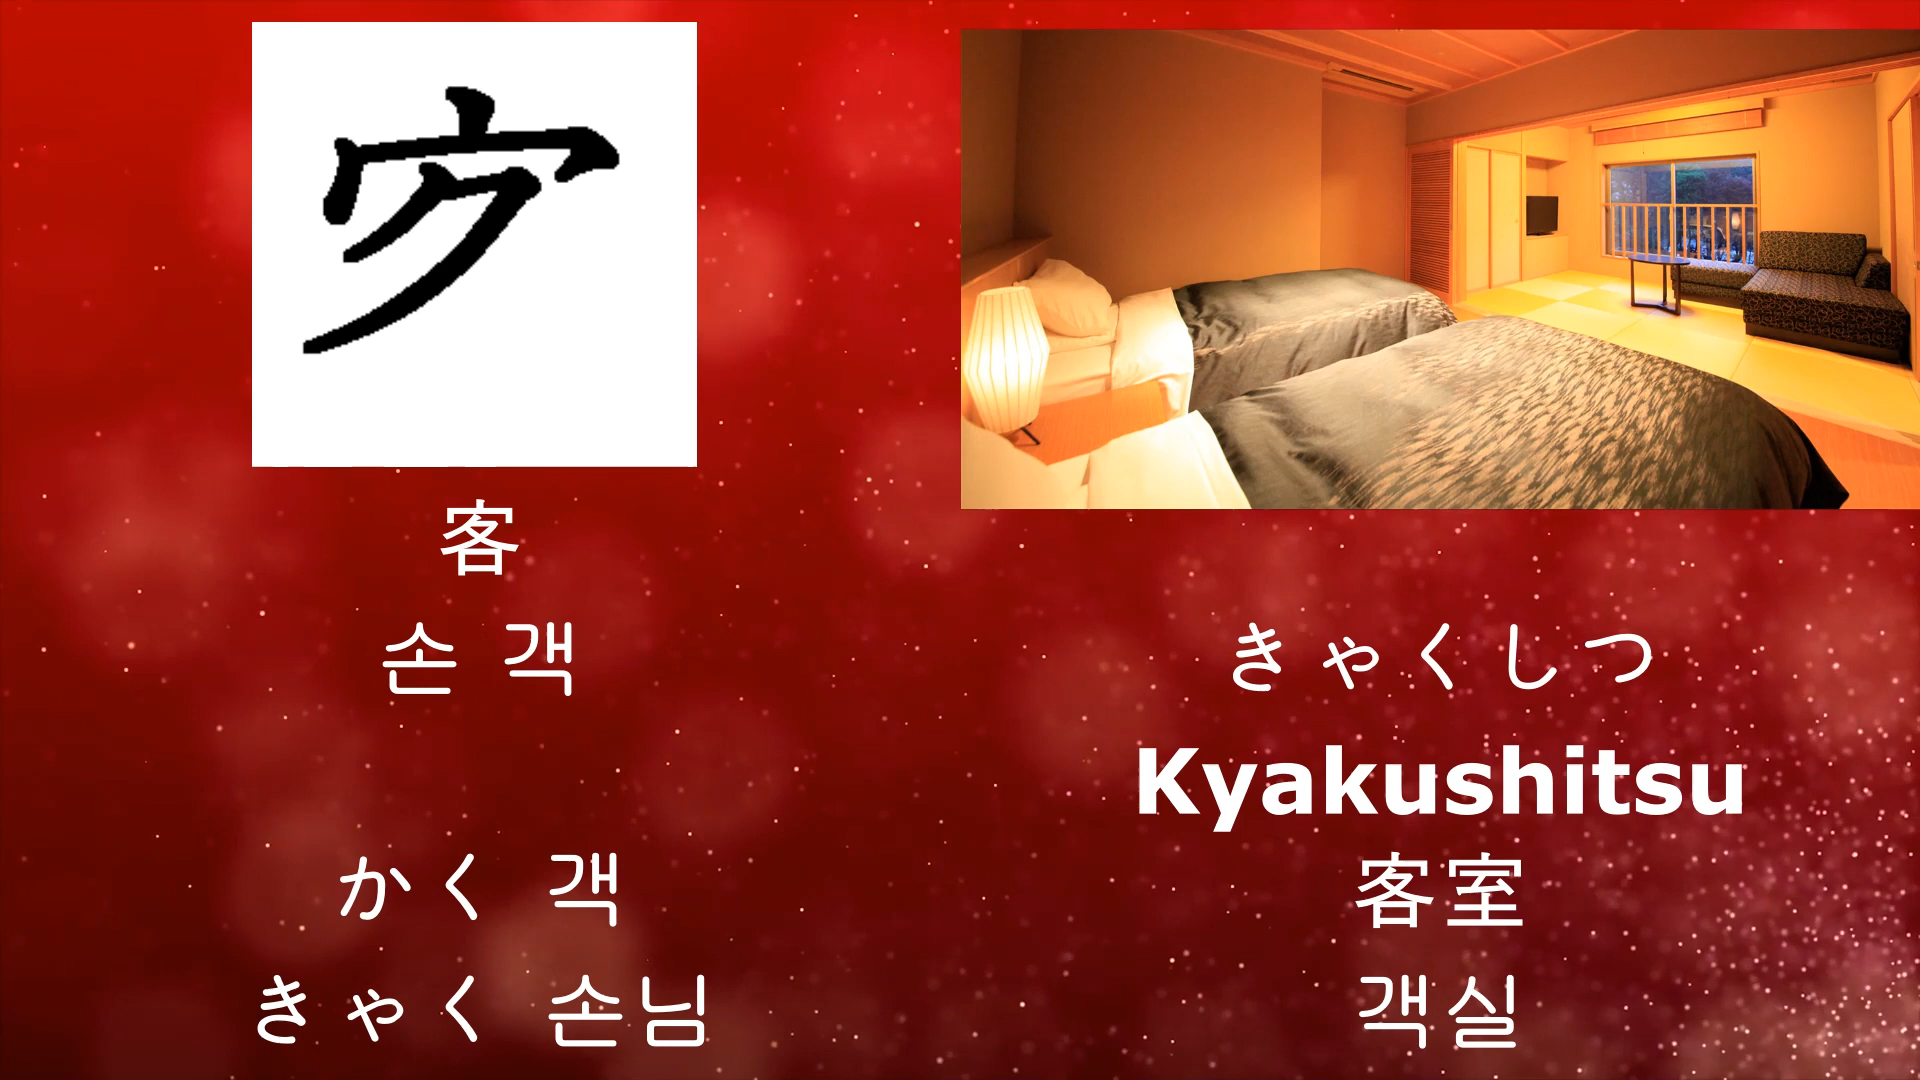 客
손 객
かく 객
きゃく 손님
きゃくしつ
Kyakushitsu
客室
객실